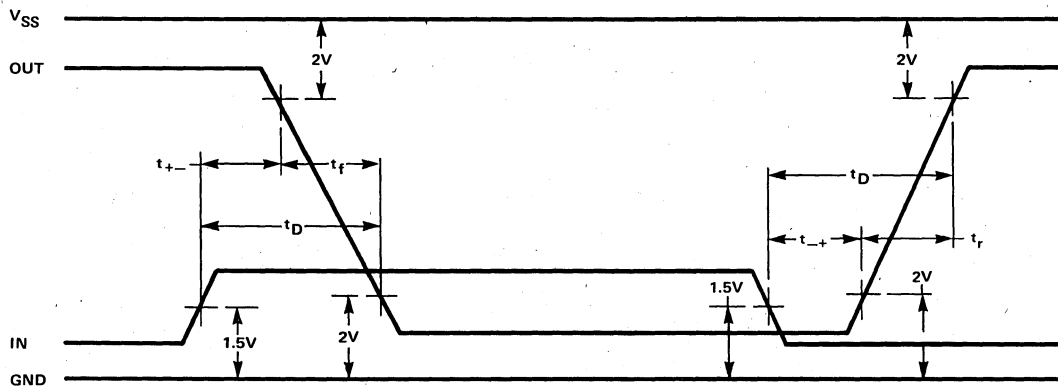 VSS
2V
2V
OUT
t+–
tf
tD
tD
t–+
tr
1.5V
2V
1.5V
2V
IN
GND